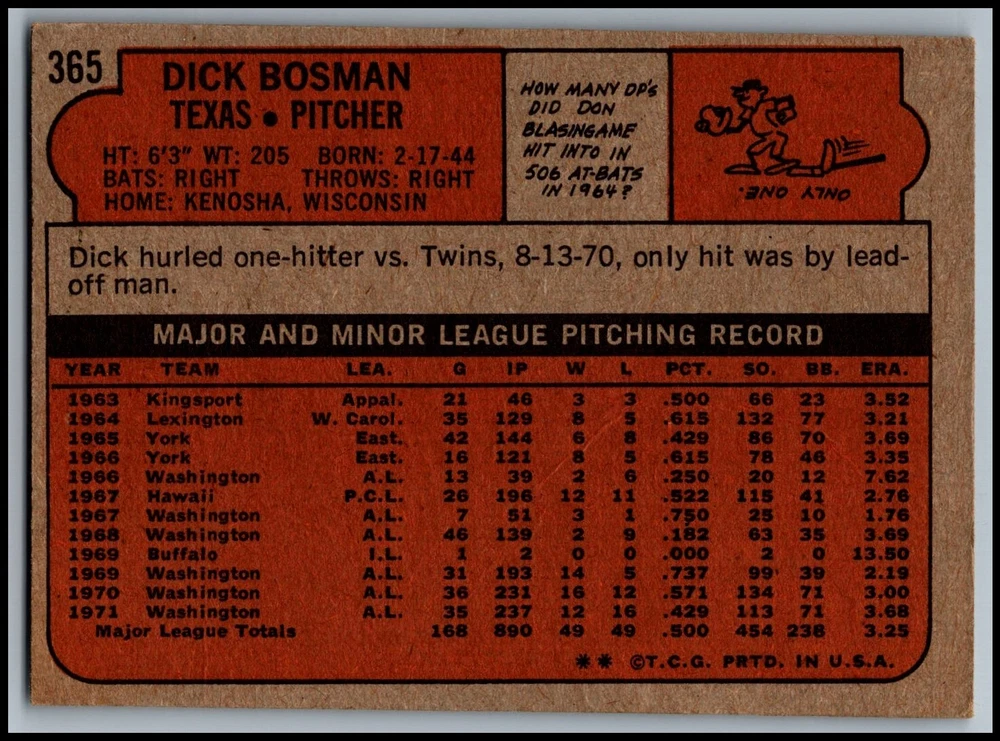 365
DICK BOSMAN
TEXAS • PITCHER
HT: 6'3" WT: 205 BORN: 2-17-44
BATS: RIGHT THROWS: RIGHT
HOME: KENOSHA, WISCONSIN
HOW MANY DP's
DID DON
BLASINGAME
HIT INTO IN
506 AT-BATS
IN 1964?
ONLY ONE.
Dick hurled one-hitter vs. Twins, 8-13-70, only hit was by lead-
off man.
MAJOR AND MINOR LEAGUE PITCHING RECORD
YEAR TEAM LEA. G IP W L PCT. SO. BB. ERA.
1963 Kingsport Appal. 21 46 3 3 .500 66 23 3.52
1964 Lexington W. Carol. 35 129 8 5 .615 132 77 3.21
1965 York East. 42 144 6 8 .429 86 70 3.69
1966 York East. 16 121 8 5 .615 78 46 3.35
1966 Washington A.L. 13 39 2 6 .250 20 12 7.62
1967 Hawaii P.C.L. 26 196 12 11 .522 115 41 2.76
1967 Washington A.L. 7 51 3 1 .750 25 10 1.76
1968 Washington A.L. 46 139 2 9 .182 63 35 3.69
1969 Buffalo I.L. 1 2 0 0 .000 2 0 13.50
1969 Washington A.L. 31 193 14 5 .737 99 39 2.19
1970 Washington A.L. 36 231 16 12 .571 134 71 3.00
1971 Washington A.L. 35 237 12 16 .429 113 71 3.68
Major League Totals 168 890 49 49 .500 454 238 3.25
** ©T.C.G. PRTD. IN U.S.A.